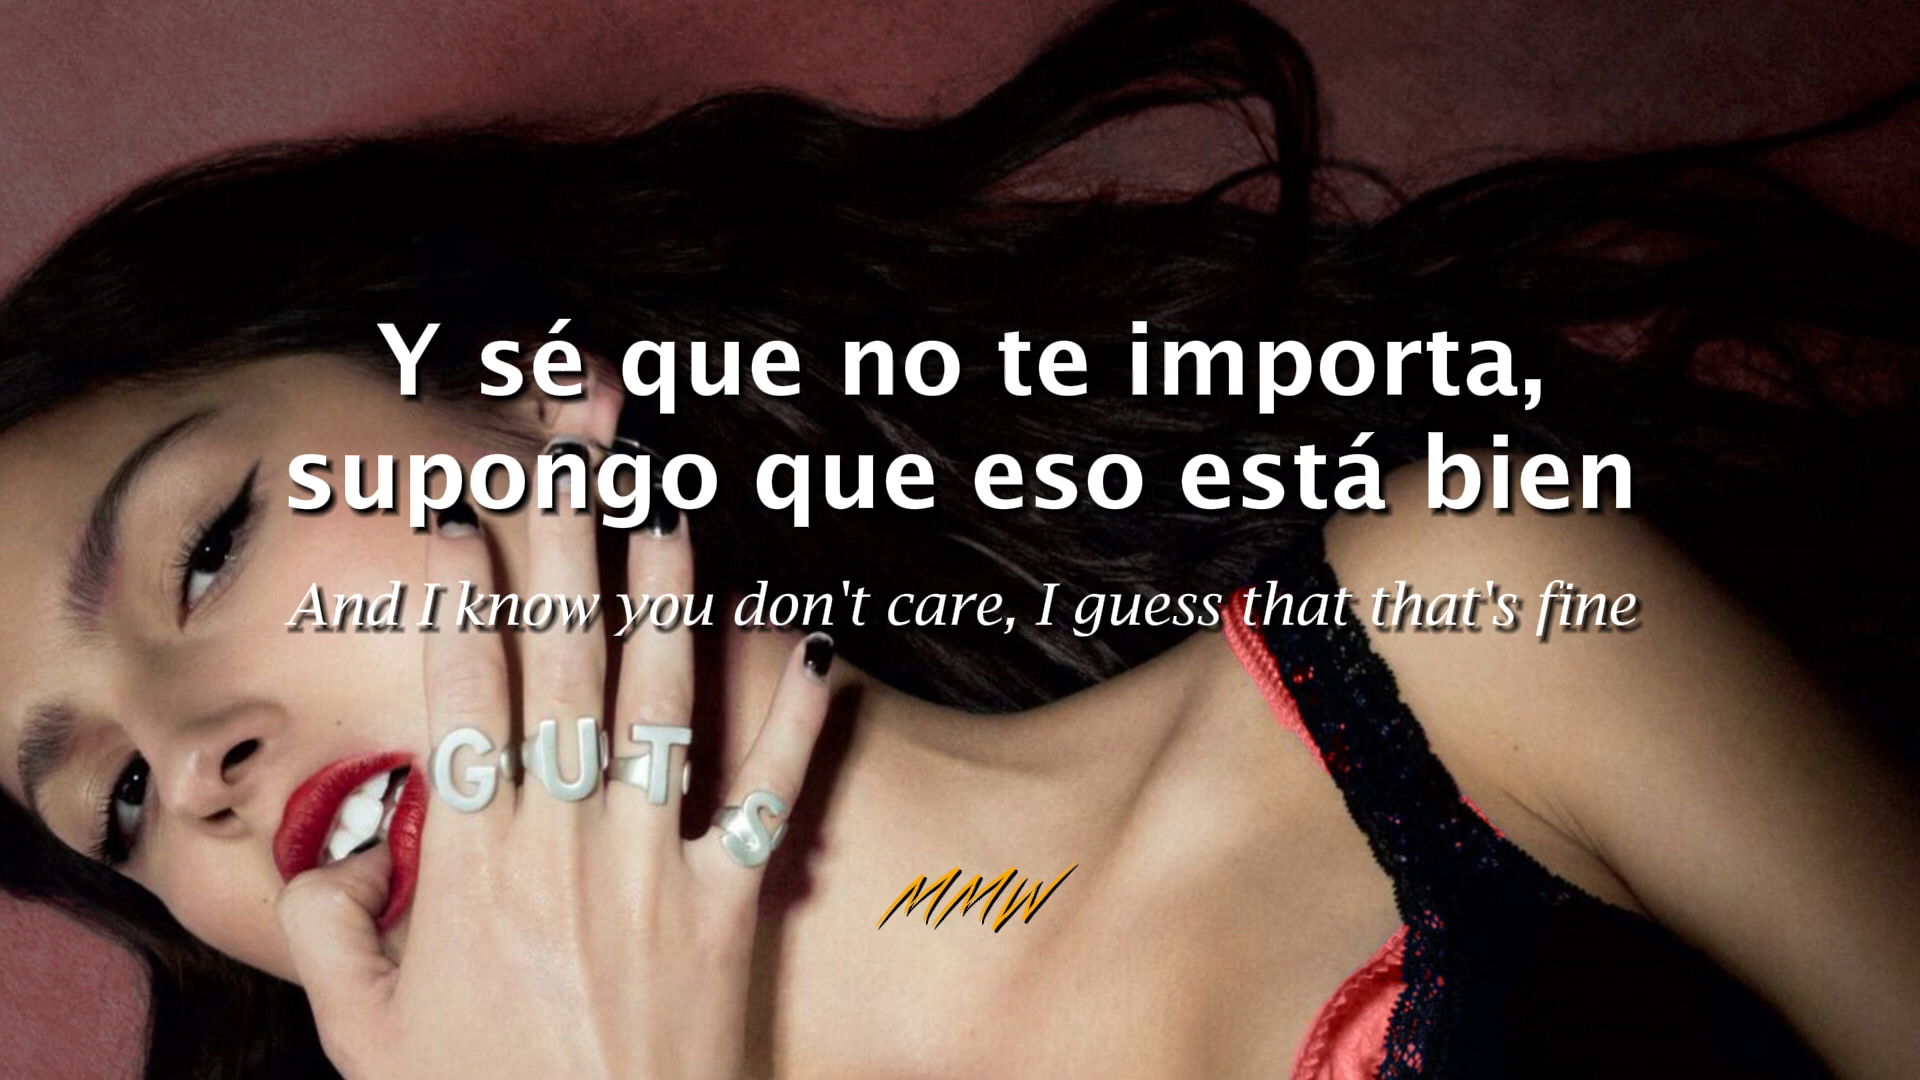 Y sé que no te importa,
supongo que eso está bien
And I know you don't care, I guess that that's fine
GUTS
MMW